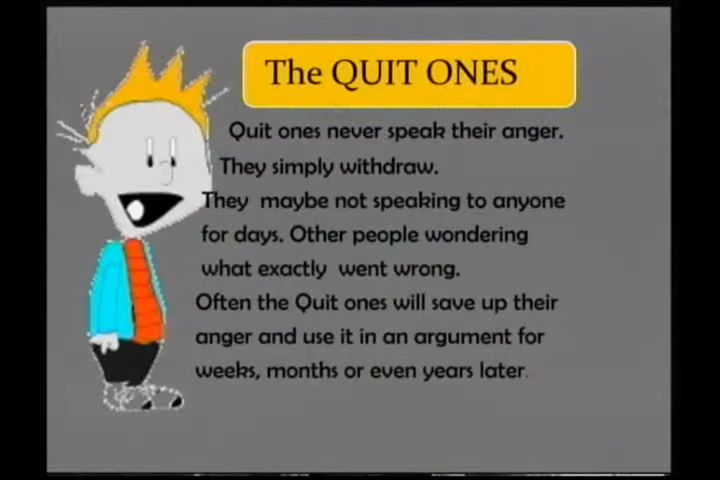 The QUIT ONES
Quit ones never speak their anger.
They simply withdraw.
They maybe not speaking to anyone
for days. Other people wondering
what exactly went wrong.
Often the Quit ones will save up their
anger and use it in an argument for
weeks, months or even years later.